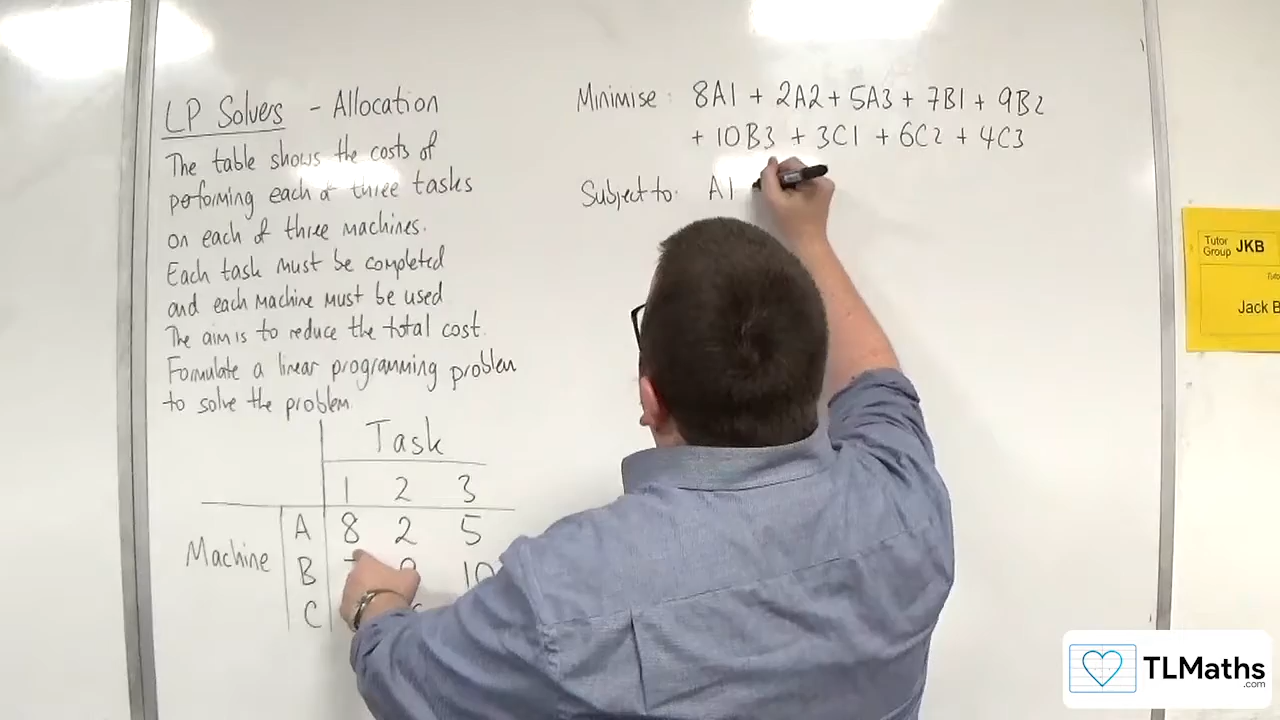 LP Solvers - Allocation
The table shows the costs of
performing each of three tasks
on each of three machines.
Each task must be completed
and each machine must be used
The aim is to reduce the total cost.
Formulate a linear programming problem
to solve the problem.
Task
1 2 3
Machine
A 8 2 5
B 10
C
Minimise: 8A1 + 2A2 + 5A3 + 7B1 + 9B2
+ 10B3 + 3C1 + 6C2 + 4C3
Subject to: A1
Tutor Group JKB
Jack B
TLMaths
.com